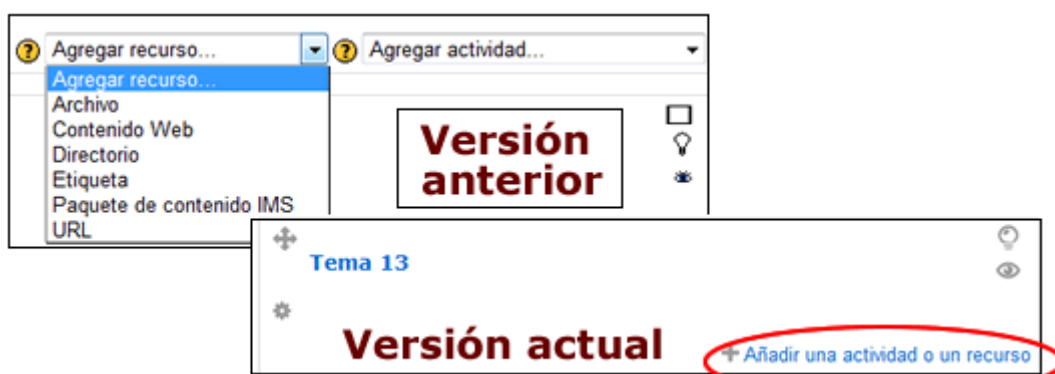 Agregar recurso... Agregar actividad...
Agregar recurso...
Archivo
Contenido Web
Directorio
Etiqueta
Paquete de contenido IMS
URL
Versión
anterior
Tema 13
Versión actual
Añadir una actividad o un recurso